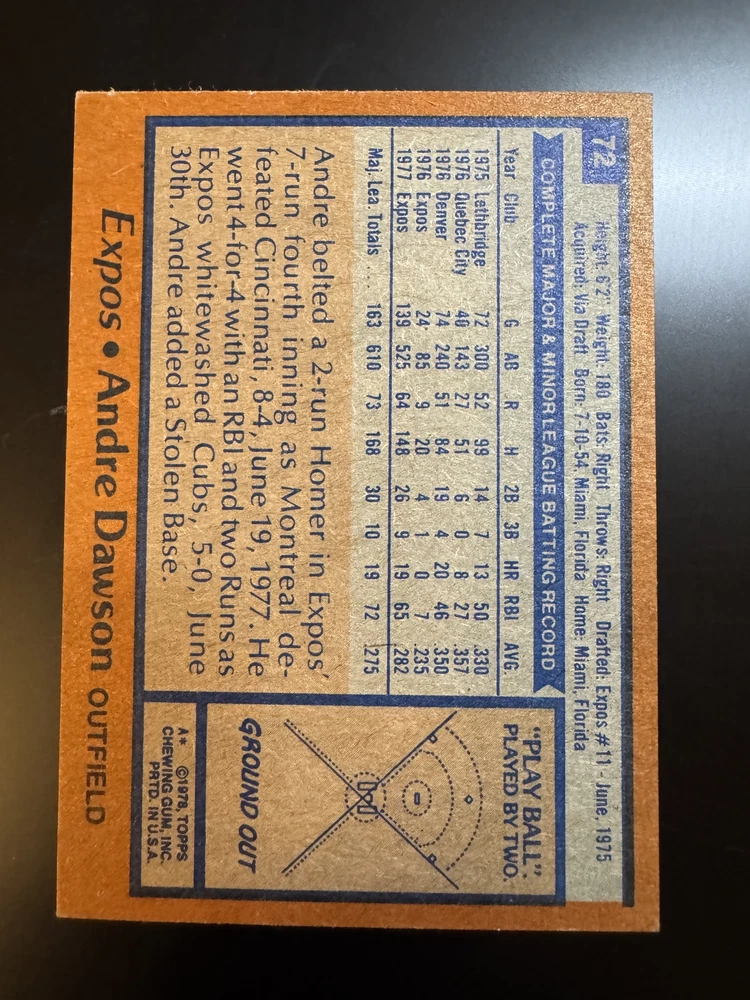 72
Height: 6'2" Weight: 180 Bats: Right Throws: Right Drafted: Expos #11 - June, 1975
Acquired: Via Draft Born: 7-10-54, Miami, Florida Home: Miami, Florida
COMPLETE MAJOR & MINOR LEAGUE BATTING RECORD
Year Club G AB R H 2B 3B HR RBI AVG.
1975 Lethbridge 72 300 52 99 14 7 13 50 .330
1976 Quebec City 40 143 27 51 6 0 8 27 .357
1976 Denver 74 240 51 84 19 4 20 46 .350
1976 Expos 24 85 9 20 4 1 0 7 .235
1977 Expos 139 525 64 148 26 9 19 65 .282
Maj. Lea. Totals ... 163 610 73 168 30 10 19 72 .275
Andre belted a 2-run Homer in Expos'
7-run fourth inning as Montreal de-
feated Cincinnati, 8-4, June 19, 1977. He
went 4-for-4 with an RBI and two Runs as
Expos whitewashed Cubs, 5-0, June
30th. Andre added a Stolen Base.
"PLAY BALL".
PLAYED BY TWO.
GROUND OUT
A* ©1978, TOPPS
CHEWING GUM, INC.
PRTD. IN U.S.A.
Expos • Andre Dawson OUTFIELD